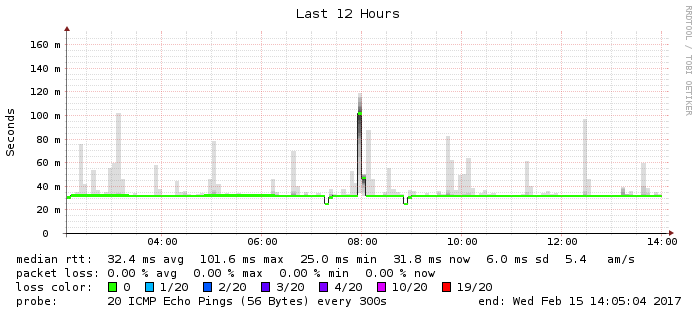 Last 12 Hours
RRDTOOL / TOBI OETIKER
Seconds
160 m
140 m
120 m
100 m
80 m
60 m
40 m
20 m
0
04:00 06:00 08:00 10:00 12:00 14:00
median rtt: 32.4 ms avg 101.6 ms max 25.0 ms min 31.8 ms now 6.0 ms sd 5.4 am/s
packet loss: 0.00 % avg 0.00 % max 0.00 % min 0.00 % now
loss color: 0 1/20 2/20 3/20 4/20 10/20 19/20
probe: 20 ICMP Echo Pings (56 Bytes) every 300s end: Wed Feb 15 14:05:04 2017